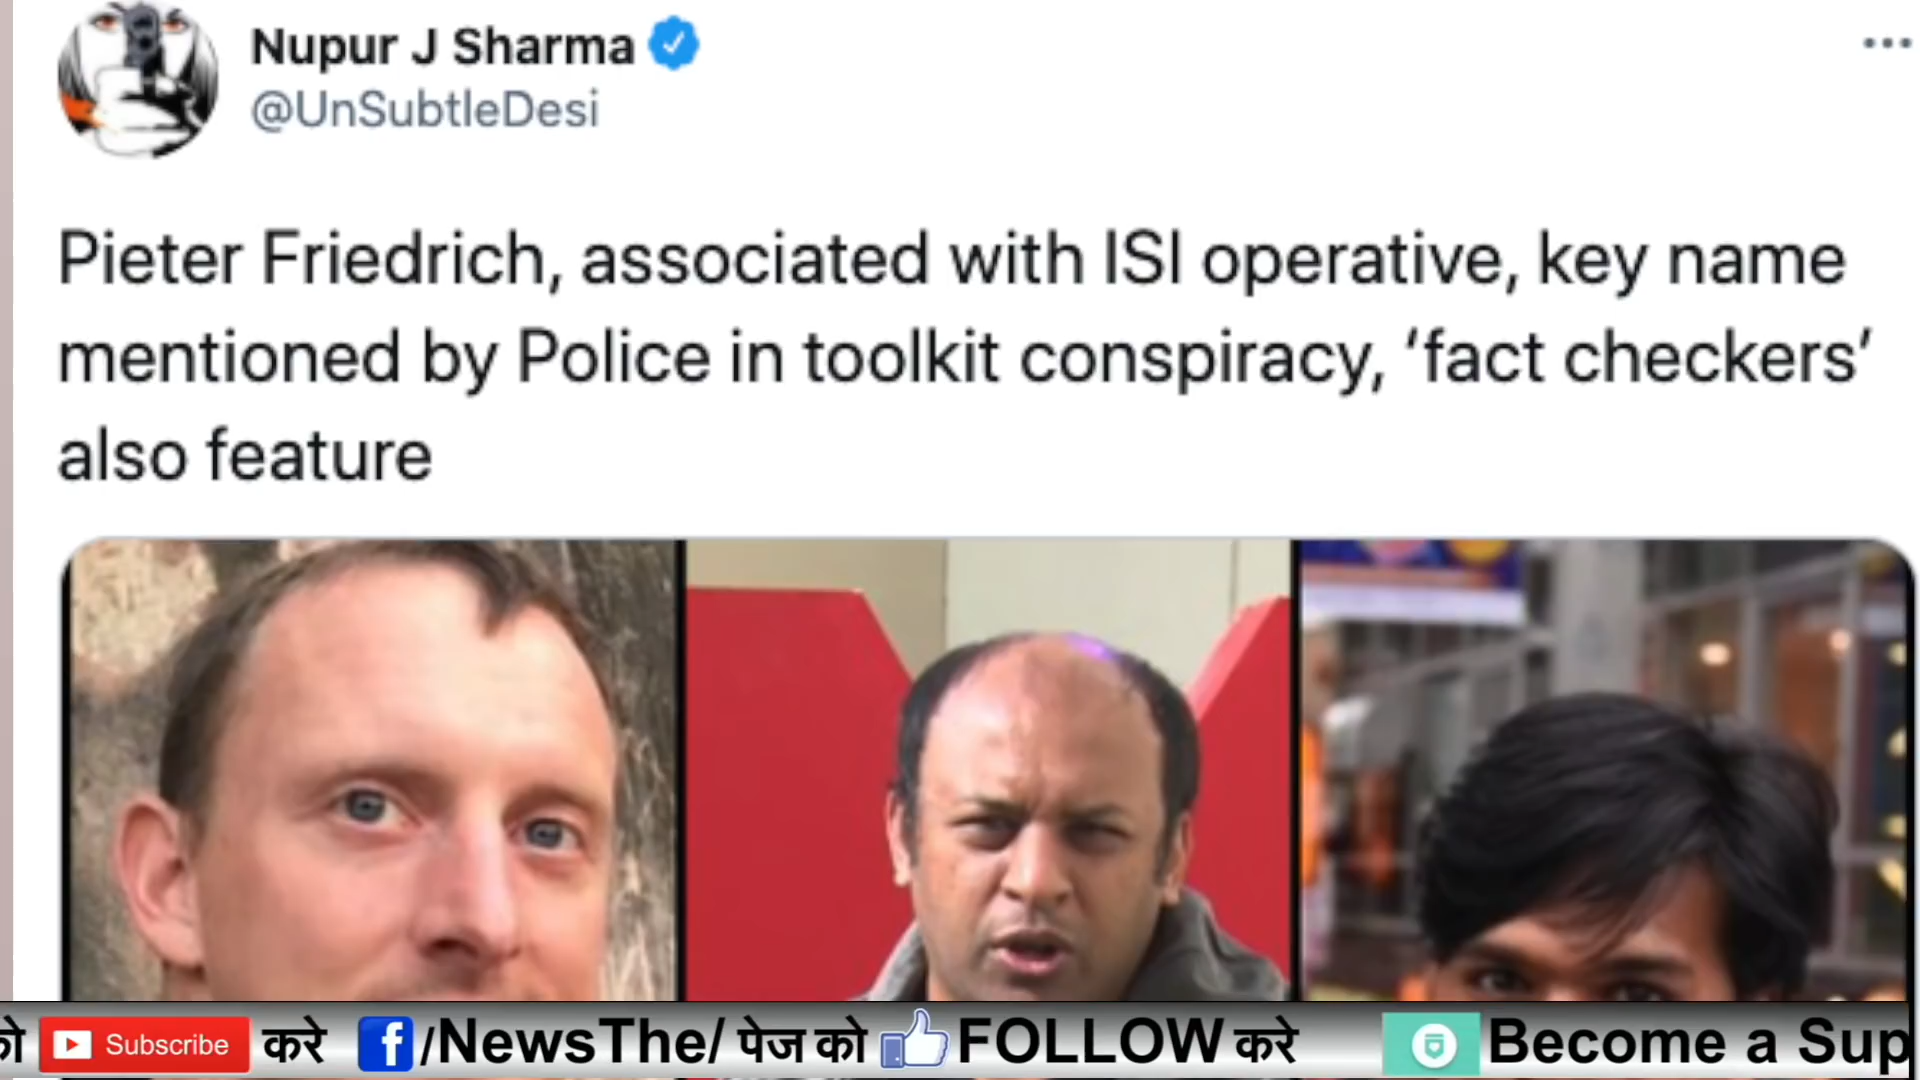 Nupur J Sharma
@UnSubtleDesi
Pieter Friedrich, associated with ISI operative, key name
mentioned by Police in toolkit conspiracy, ‘fact checkers’
also feature
Subscribe करे /NewsThe/ पेज को FOLLOW करे Become a